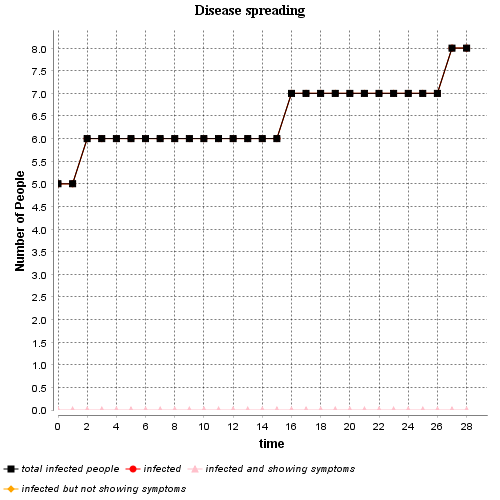 Disease spreading
8.0
7.5
7.0
6.5
6.0
5.5
5.0
4.5
4.0
3.5
3.0
2.5
2.0
1.5
1.0
0.5
0.0
Number of People
0 2 4 6 8 10 12 14 16 18 20 22 24 26 28
time
total infected people infected infected and showing symptoms
infected but not showing symptoms